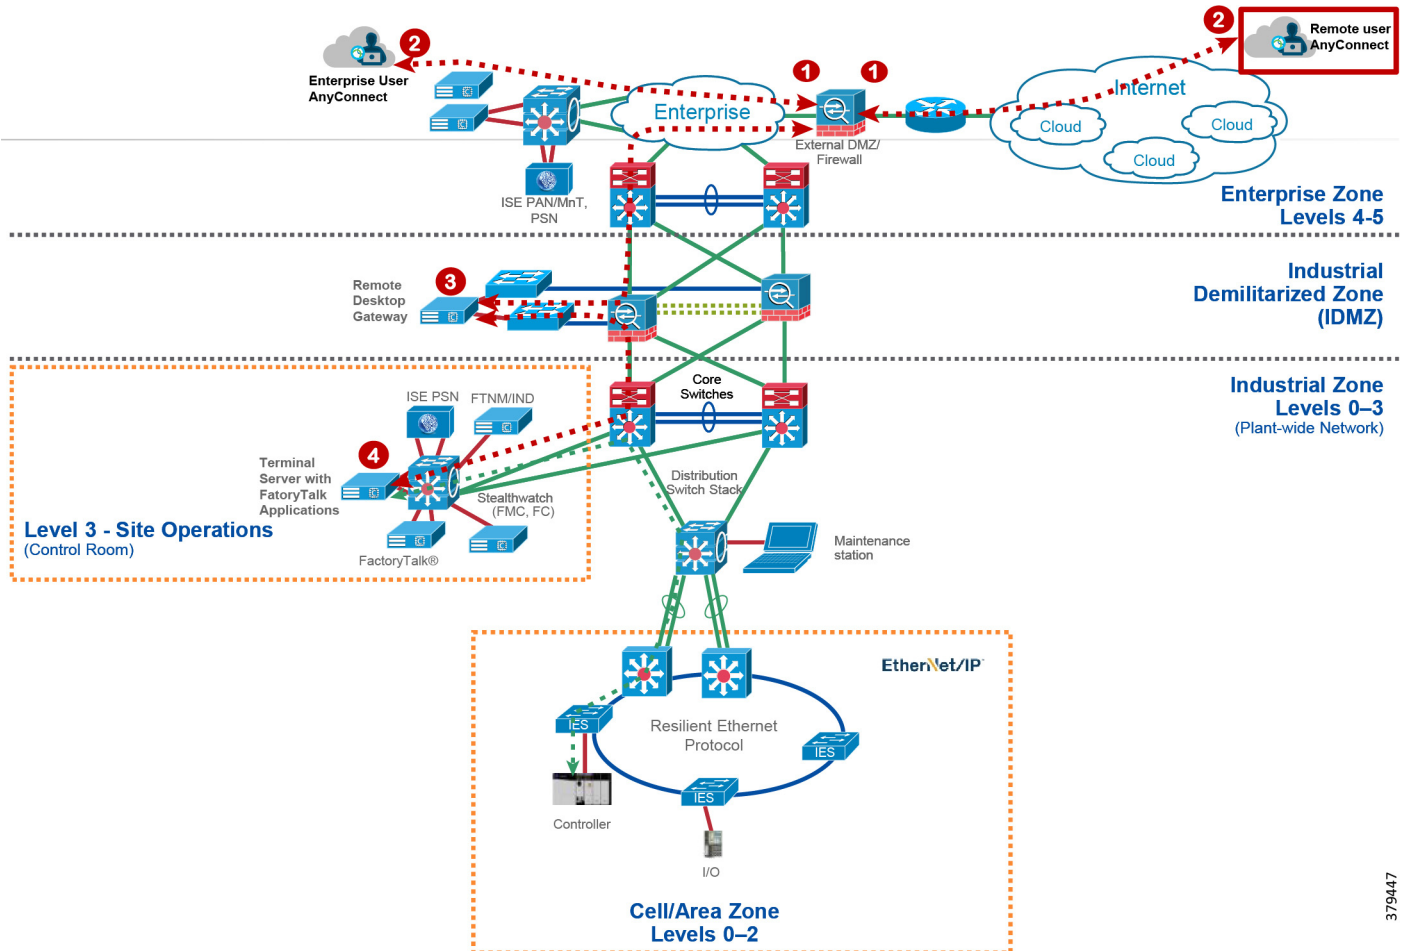 2
Remote user
AnyConnect
2
Enterprise User
AnyConnect
1
1
Internet
Enterprise
Cloud
Cloud
Cloud
External DMZ/
Firewall
ISE PAN/MnT,
PSN
Enterprise Zone
Levels 4-5
Industrial
Demilitarized Zone
(IDMZ)
3
Remote
Desktop
Gateway
Core
Switches
Industrial Zone
Levels 0–3
(Plant-wide Network)
ISE PSN
FTNM/IND
4
Terminal
Server with
FatoryTalk
Applications
Stealthwatch
(FMC, FC)
Distribution
Switch Stack
Level 3 - Site Operations
(Control Room)
FactoryTalk®
Maintenance
station
EtherNet/IP
IES
Resilient Ethernet
Protocol
IES
IES
Controller
I/O
Cell/Area Zone
Levels 0–2
379447